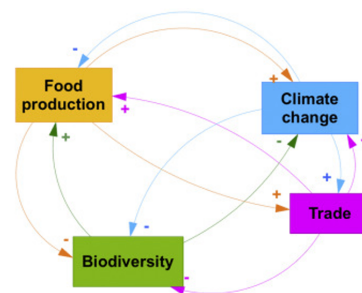 -
+
Food
production
Climate
change
+
+
-
+
+
Trade
-
-
Biodiversity
-